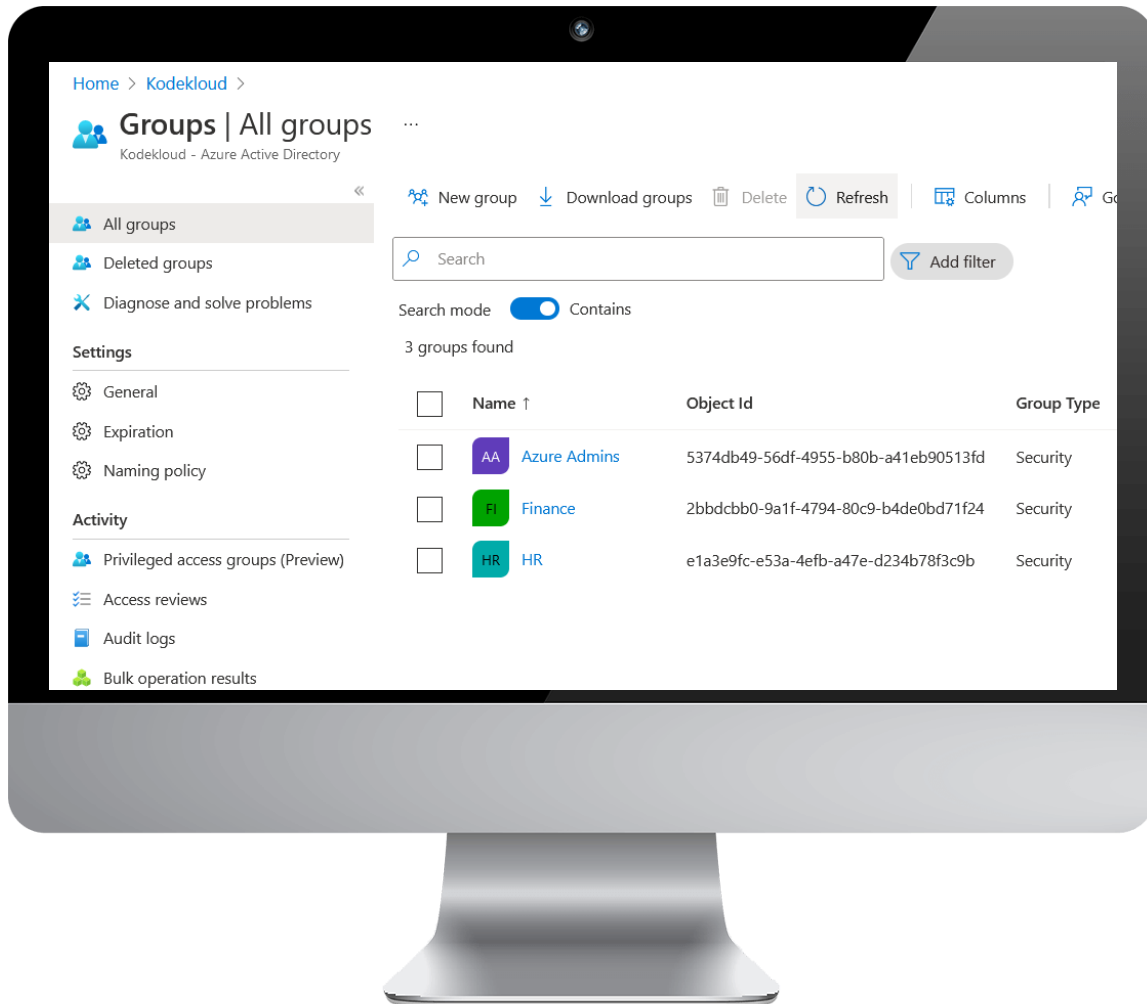 Home > Kodekloud >
Groups | All groups ...
Kodekloud - Azure Active Directory
«
All groups
Deleted groups
Diagnose and solve problems
Settings
General
Expiration
Naming policy
Activity
Privileged access groups (Preview)
Access reviews
Audit logs
Bulk operation results
New group Download groups Delete Refresh Columns
Search Add filter
Search mode Contains
3 groups found
Name ↑ Object Id Group Type
AA Azure Admins 5374db49-56df-4955-b80b-a41eb90513fd Security
FI Finance 2bbdcbb0-9a1f-4794-80c9-b4de0bd71f24 Security
HR HR e1a3e9fc-e53a-4efb-a47e-d234b78f3c9b Security